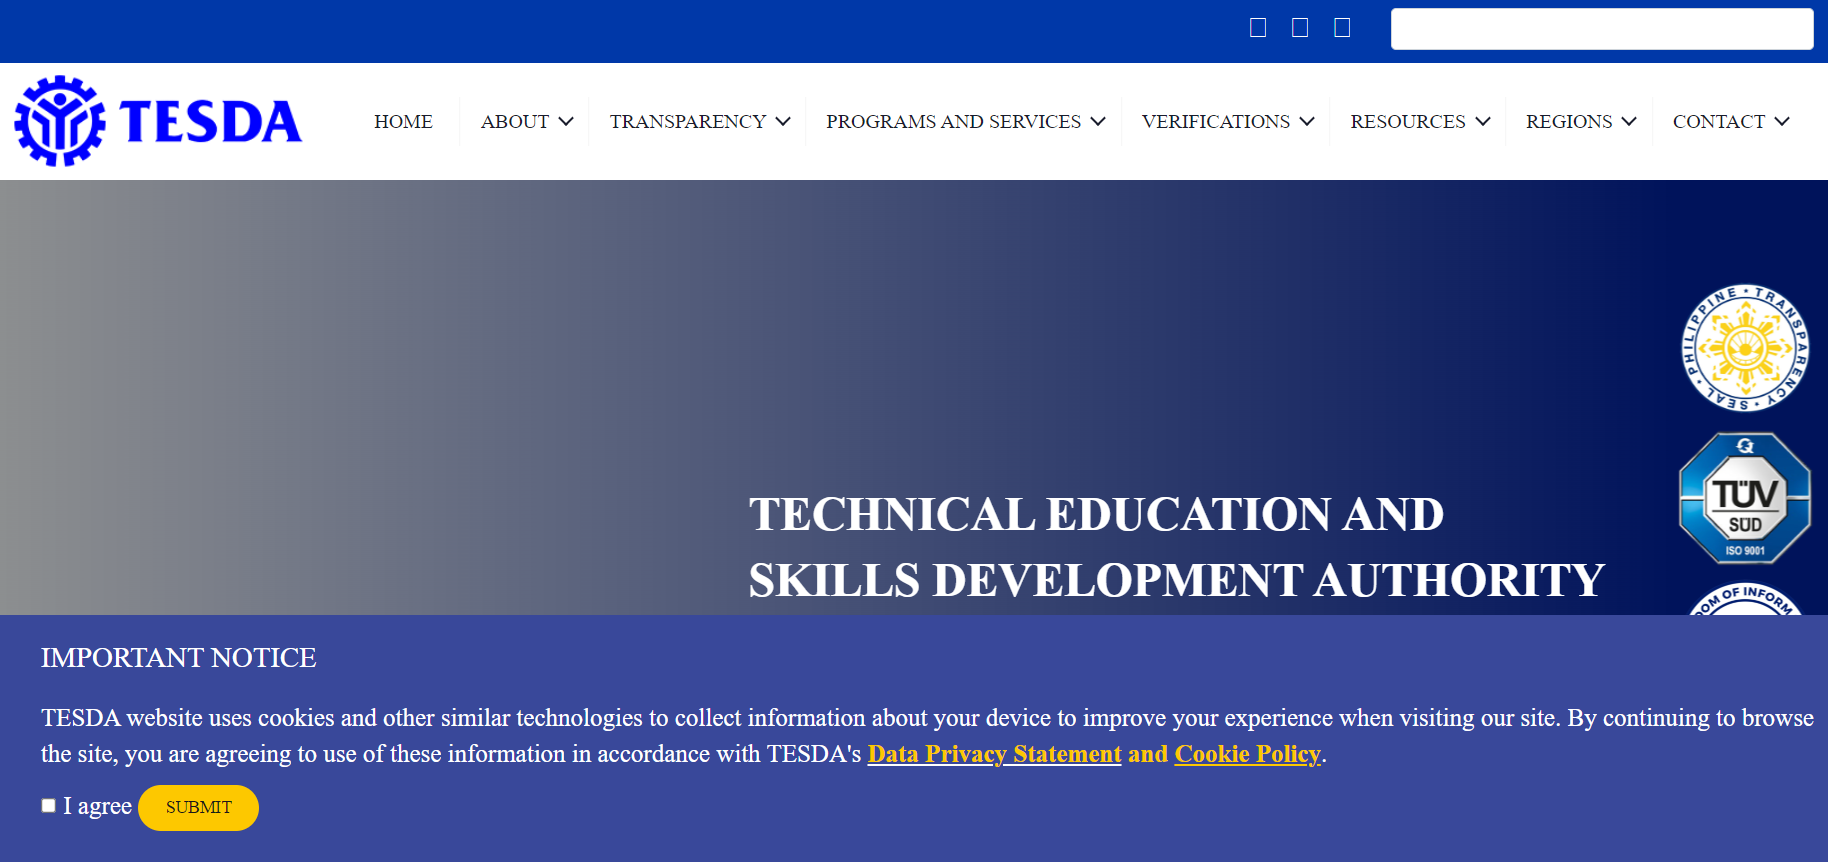 TESDA
HOME
ABOUT
TRANSPARENCY
PROGRAMS AND SERVICES
VERIFICATIONS
RESOURCES
REGIONS
CONTACT
PHILIPPINE • TRANSPARENCY • SEAL •
TÜV
SÜD
ISO 9001
TECHNICAL EDUCATION AND
SKILLS DEVELOPMENT AUTHORITY
OF INFORM
IMPORTANT NOTICE
TESDA website uses cookies and other similar technologies to collect information about your device to improve your experience when visiting our site. By continuing to browse
the site, you are agreeing to use of these information in accordance with TESDA's Data Privacy Statement and Cookie Policy.
I agree SUBMIT